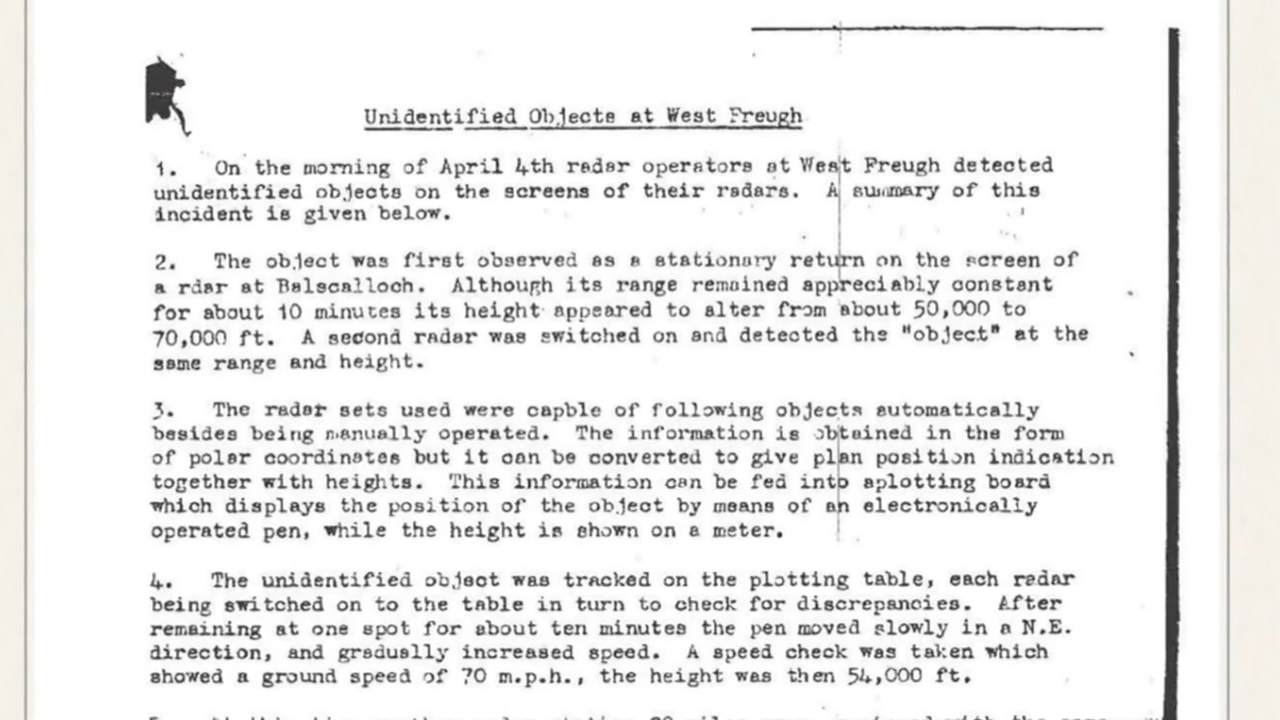 Unidentified Objects at West Freugh
1. On the morning of April 4th radar operators at West Freugh detected
unidentified objects on the screens of their radars. A summary of this
incident is given below.
2. The object was first observed as a stationary return on the screen of
a rdar at Balscalloch. Although its range remained appreciably constant
for about 10 minutes its height appeared to alter from about 50,000 to
70,000 ft. A second radar was switched on and detected the "object" at the
same range and height.
3. The radar sets used were capble of following objects automatically
besides being manually operated. The information is obtained in the form
of polar coordinates but it can be converted to give plan position indication
together with heights. This information can be fed into aplotting board
which displays the position of the object by means of an electronically
operated pen, while the height is shown on a meter.
4. The unidentified object was tracked on the plotting table, each radar
being switched on to the table in turn to check for discrepancies. After
remaining at one spot for about ten minutes the pen moved slowly in a N.E.
direction, and gradually increased speed. A speed check was taken which
showed a ground speed of 70 m.p.h., the height was then 54,000 ft.